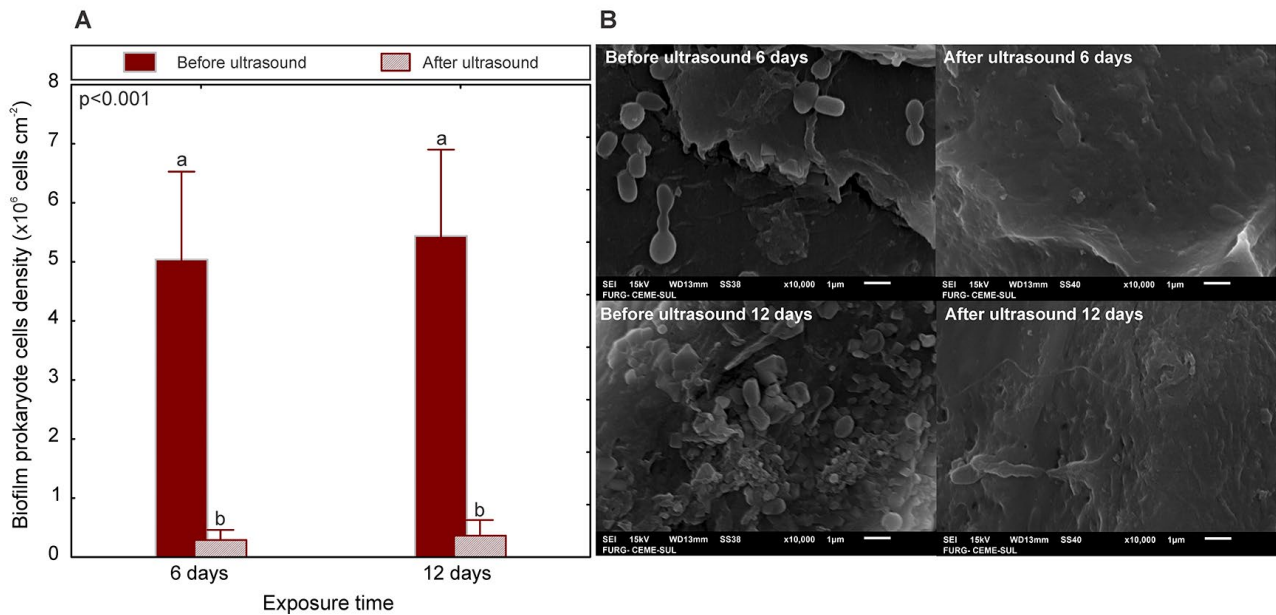 A
Before ultrasound
After ultrasound
Biofilm prokaryote cells density (x10⁶ cells cm⁻²)
8
7
6
5
4
3
2
1
0
p<0.001
a
b
a
b
6 days
12 days
Exposure time
B
Before ultrasound 6 days
SEI 15kV WD13mm SS38 x10,000 1µm
FURG- CEME-SUL
After ultrasound 6 days
SEI 15kV WD13mm SS40 x10,000 1µm
FURG- CEME-SUL
Before ultrasound 12 days
SEI 15kV WD13mm SS38 x10,000 1µm
FURG- CEME-SUL
After ultrasound 12 days
SEI 15kV WD13mm SS40 x10,000 1µm
FURG- CEME-SUL